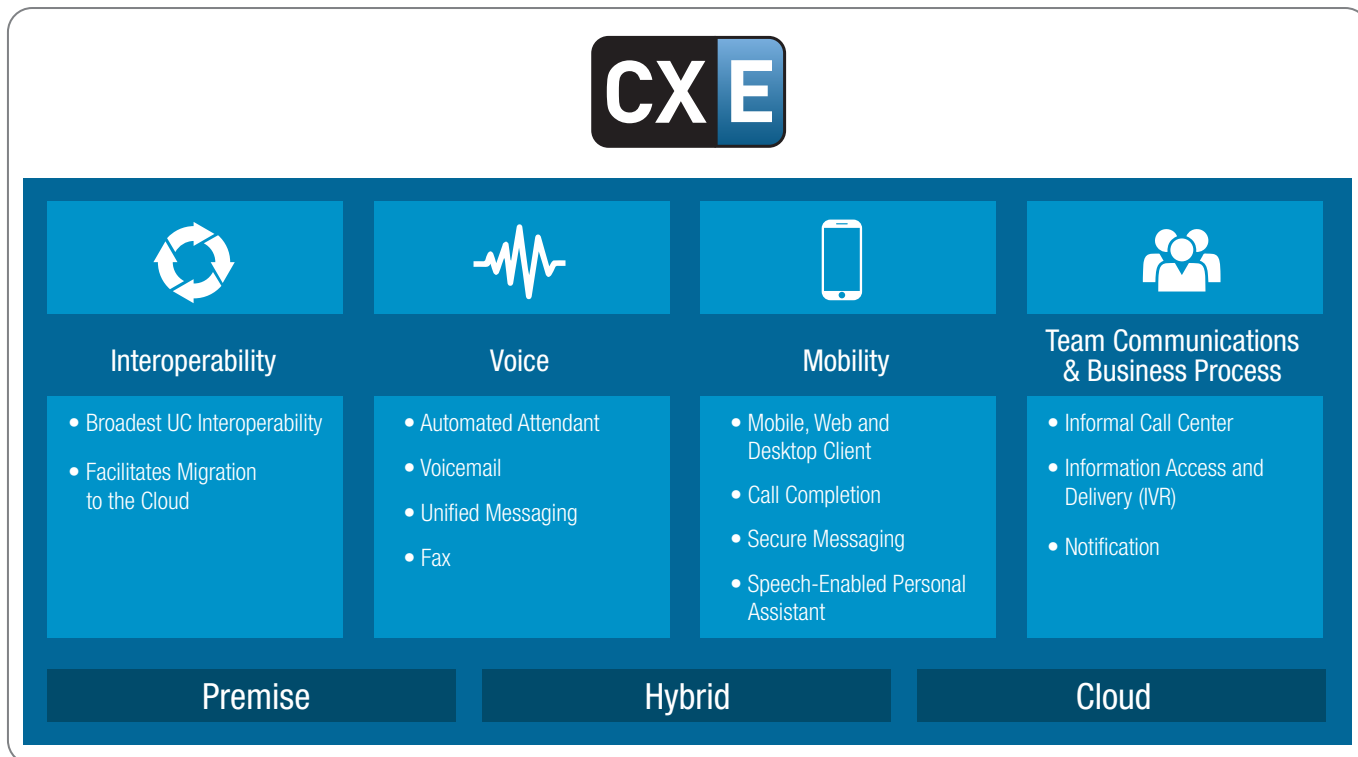 CXE
Interoperability
• Broadest UC Interoperability
• Facilitates Migration
to the Cloud
Voice
• Automated Attendant
• Voicemail
• Unified Messaging
• Fax
Mobility
• Mobile, Web and
Desktop Client
• Call Completion
• Secure Messaging
• Speech-Enabled Personal
Assistant
Team Communications
& Business Process
• Informal Call Center
• Information Access and
Delivery (IVR)
• Notification
Premise
Hybrid
Cloud